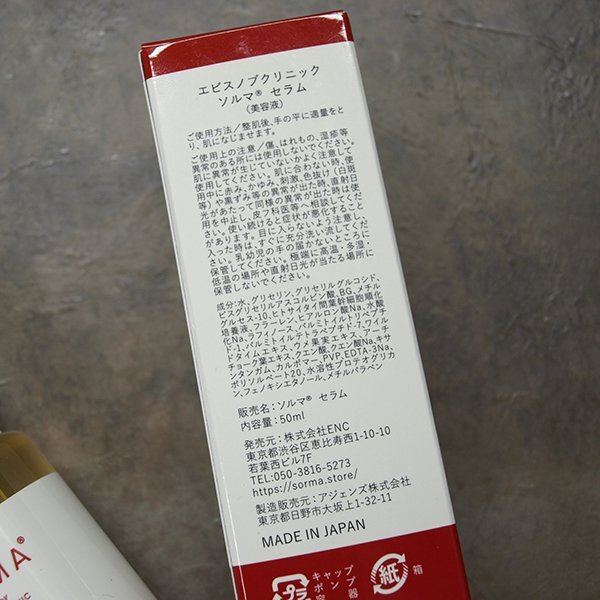 エビスノブクリニック
ソルマ® セラム
(美容液)
ご使用方法/整肌後、手の平に適量をと
り、肌になじませます。
ご使用上の注意/傷、はれもの、湿疹等
異常のある所には使用しないでください。
肌に異常が生じていないかよく注意して
使用してください。肌に合わない時、使
用中に赤み、かゆみ、刺激、色抜け(白斑
等)や黒ずみ等の異常が出た時、直射日
光があたって同様の異常が出た時は使
用を中止し、皮フ科医等へ相談してくだ
さい。使い続けると症状が悪化すること
があります。目に入らないよう注意し、
入った時は、すぐに充分洗い流してくだ
さい。乳幼児の手の届かないところに
保管してください。極端に高温・多湿・
低温の場所や直射日光が当たる場所に
保管しないでください。
成分:水、グリセリン、グリセリルグルコシド、
ビスグリセリルアスコルビン酸、BG、メチル
グルセス-10、ヒトサイタイ間葉幹細胞順化
培養液、フラーレン、ヒアルロン酸Na、水酸
化Na、ラフィノース、パルミトイルトリペプチ
ド-1、パルミトイルテトラペプチド-7、ワイル
ドタイムエキス、ウメ果実エキス、アーチ
チョーク葉エキス、クエン酸、クエン酸Na、キサ
ンタンガム、カルボマー、PVP、EDTA-3Na、
ポリソルベート20、水溶性プロテオグリカ
ン、フェノキシエタノール、メチルパラベン
販売名:ソルマ® セラム
内容量:50ml
発売元:株式会社ENC
東京都渋谷区恵比寿西1-10-10
若葉西ビル7F
TEL:050-3816-5273
https://sorma.store/
製造販売元:アジェンズ株式会社
東京都日野市大坂上1-32-11
MADE IN JAPAN
プラ
キャップ
ポンプ
容器
紙
箱
MA®